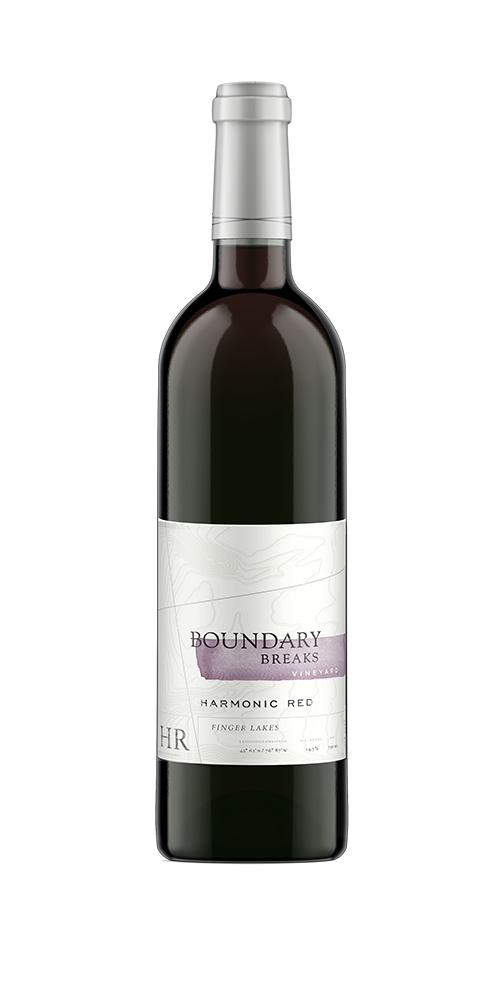 BOUNDARY
BREAKS
VINEYARD
HARMONIC RED
FINGER LAKES
HR